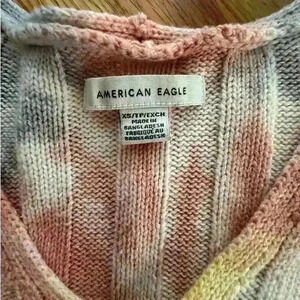 AMERICAN EAGLE
XS/TP/EXCH
MADE IN
BANGLADESH
FABRIQUE AU
BANGLADESH